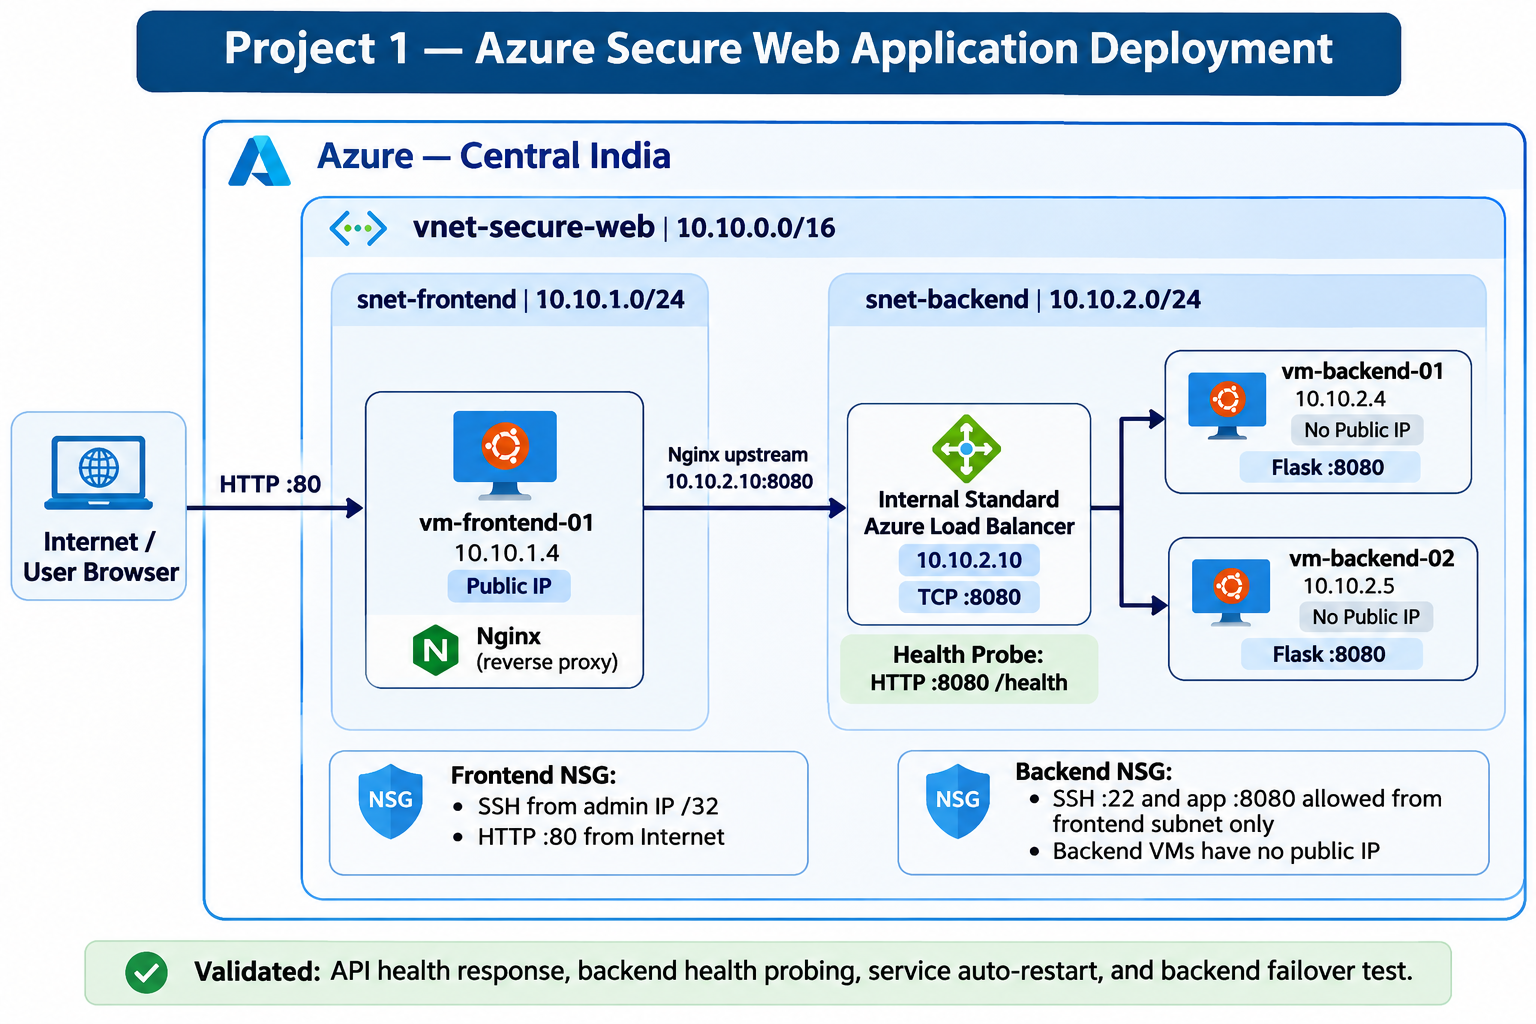 Project 1 — Azure Secure Web Application Deployment
Azure — Central India
vnet-secure-web | 10.10.0.0/16
snet-frontend | 10.10.1.0/24
snet-backend | 10.10.2.0/24
Internet /
User Browser
HTTP :80
vm-frontend-01
10.10.1.4
Public IP
N
Nginx
(reverse proxy)
Nginx upstream
10.10.2.10:8080
Internal Standard
Azure Load Balancer
10.10.2.10
TCP :8080
Health Probe:
HTTP :8080 /health
vm-backend-01
10.10.2.4
No Public IP
Flask :8080
vm-backend-02
10.10.2.5
No Public IP
Flask :8080
NSG
Frontend NSG:
• SSH from admin IP /32
• HTTP :80 from Internet
NSG
Backend NSG:
• SSH :22 and app :8080 allowed from
frontend subnet only
• Backend VMs have no public IP
Validated: API health response, backend health probing, service auto-restart, and backend failover test.